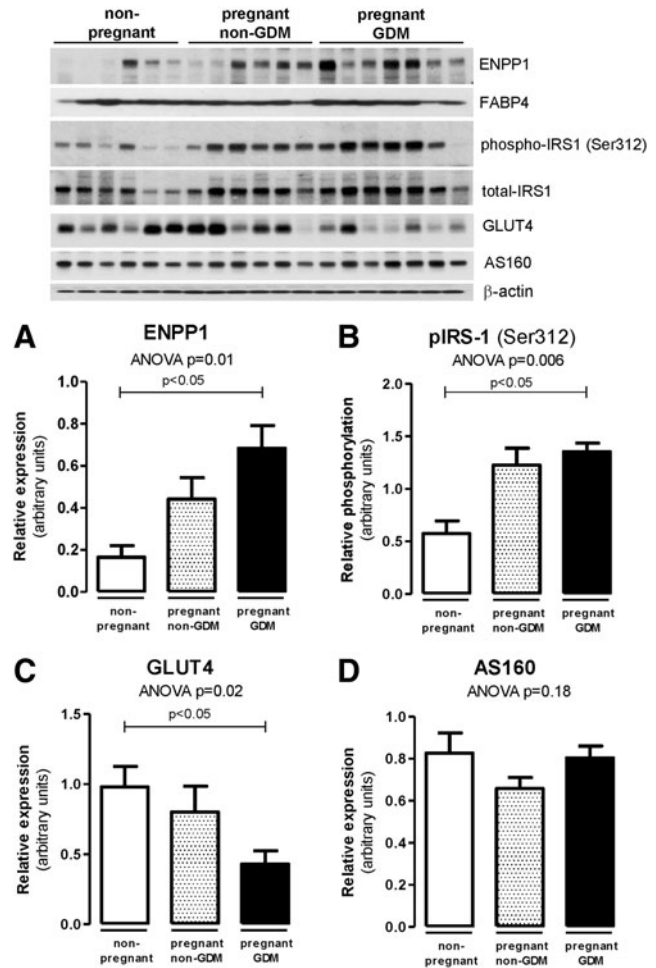 non-
pregnant
pregnant
non-GDM
pregnant
GDM
ENPP1
FABP4
phospho-IRS1 (Ser312)
total-IRS1
GLUT4
AS160
β-actin
A
ENPP1
ANOVA p=0.01
p<0.05
Relative expression
(arbitrary units)
1.0
0.8
0.6
0.4
0.2
0.0
non-
pregnant
pregnant
non-GDM
pregnant
GDM
B
pIRS-1 (Ser312)
ANOVA p=0.006
p<0.05
Relative phosphorylation
(arbitrary units)
2.0
1.5
1.0
0.5
0.0
non-
pregnant
pregnant
non-GDM
pregnant
GDM
C
GLUT4
ANOVA p=0.02
p<0.05
Relative expression
(arbitrary units)
1.5
1.0
0.5
0.0
non-
pregnant
pregnant
non-GDM
pregnant
GDM
D
AS160
ANOVA p=0.18
Relative expression
(arbitrary units)
1.0
0.8
0.6
0.4
0.2
0.0
non-
pregnant
pregnant
non-GDM
pregnant
GDM